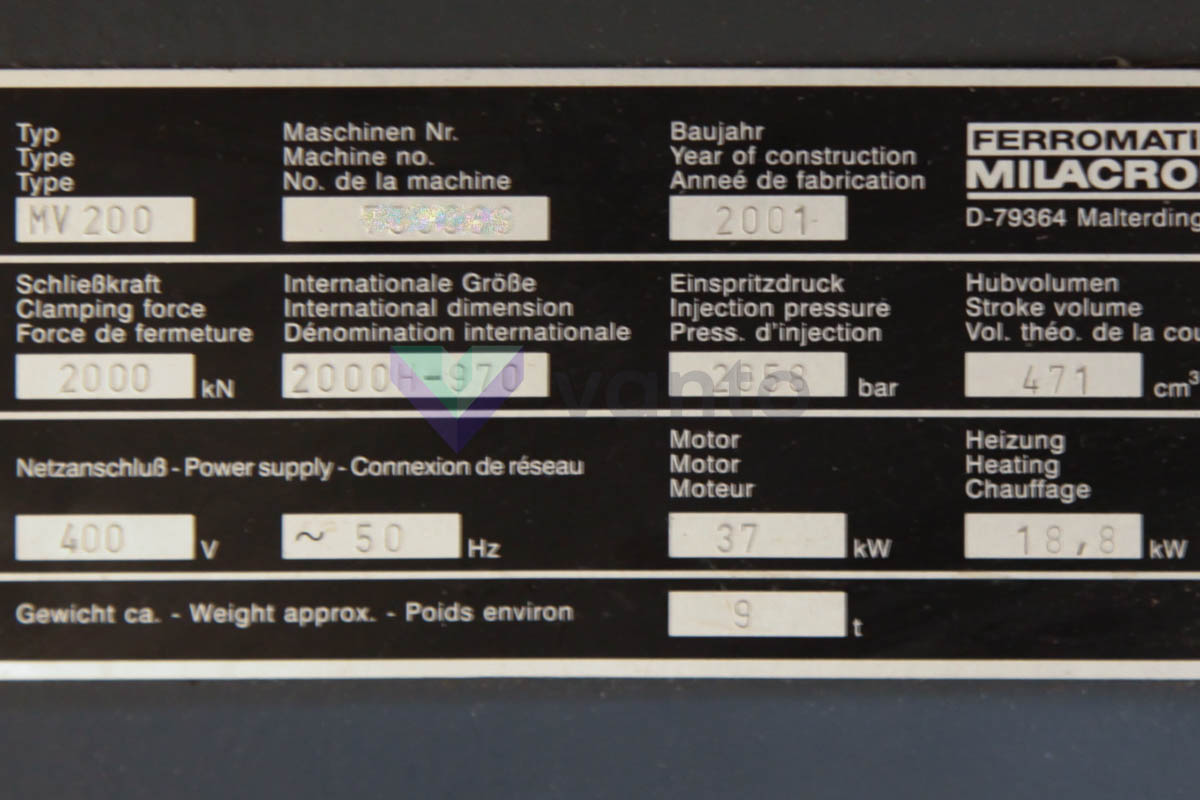 Typ
Type
Type
MV 200
Maschinen Nr.
Machine no.
No. de la machine
Baujahr
Year of construction
Anneé de fabrication
2001
FERROMATI
MILACRO
D-79364 Malterding
Schließkraft
Clamping force
Force de fermeture
2000 kN
Internationale Größe
International dimension
Dénomination internationale
2000H-970
Einspritzdruck
Injection pressure
Press. d'injection
bar
Hubvolumen
Stroke volume
Vol. théo. de la cou
471 cm³
vanto
Netzanschluß - Power supply - Connexion de réseau
400 V
~ 50 Hz
Motor
Motor
Moteur
37 kW
Heizung
Heating
Chauffage
18,8 kW
Gewicht ca. - Weight approx. - Poids environ
9 t